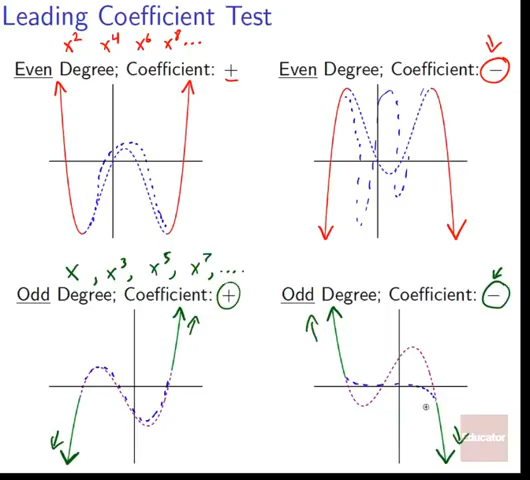 Leading Coefficient Test
x² x⁴ x⁶ x⁸...
Even Degree; Coefficient: +
Even Degree; Coefficient: −
x, x³, x⁵, x⁷, ....
Odd Degree; Coefficient: +
Odd Degree; Coefficient: −
Educator